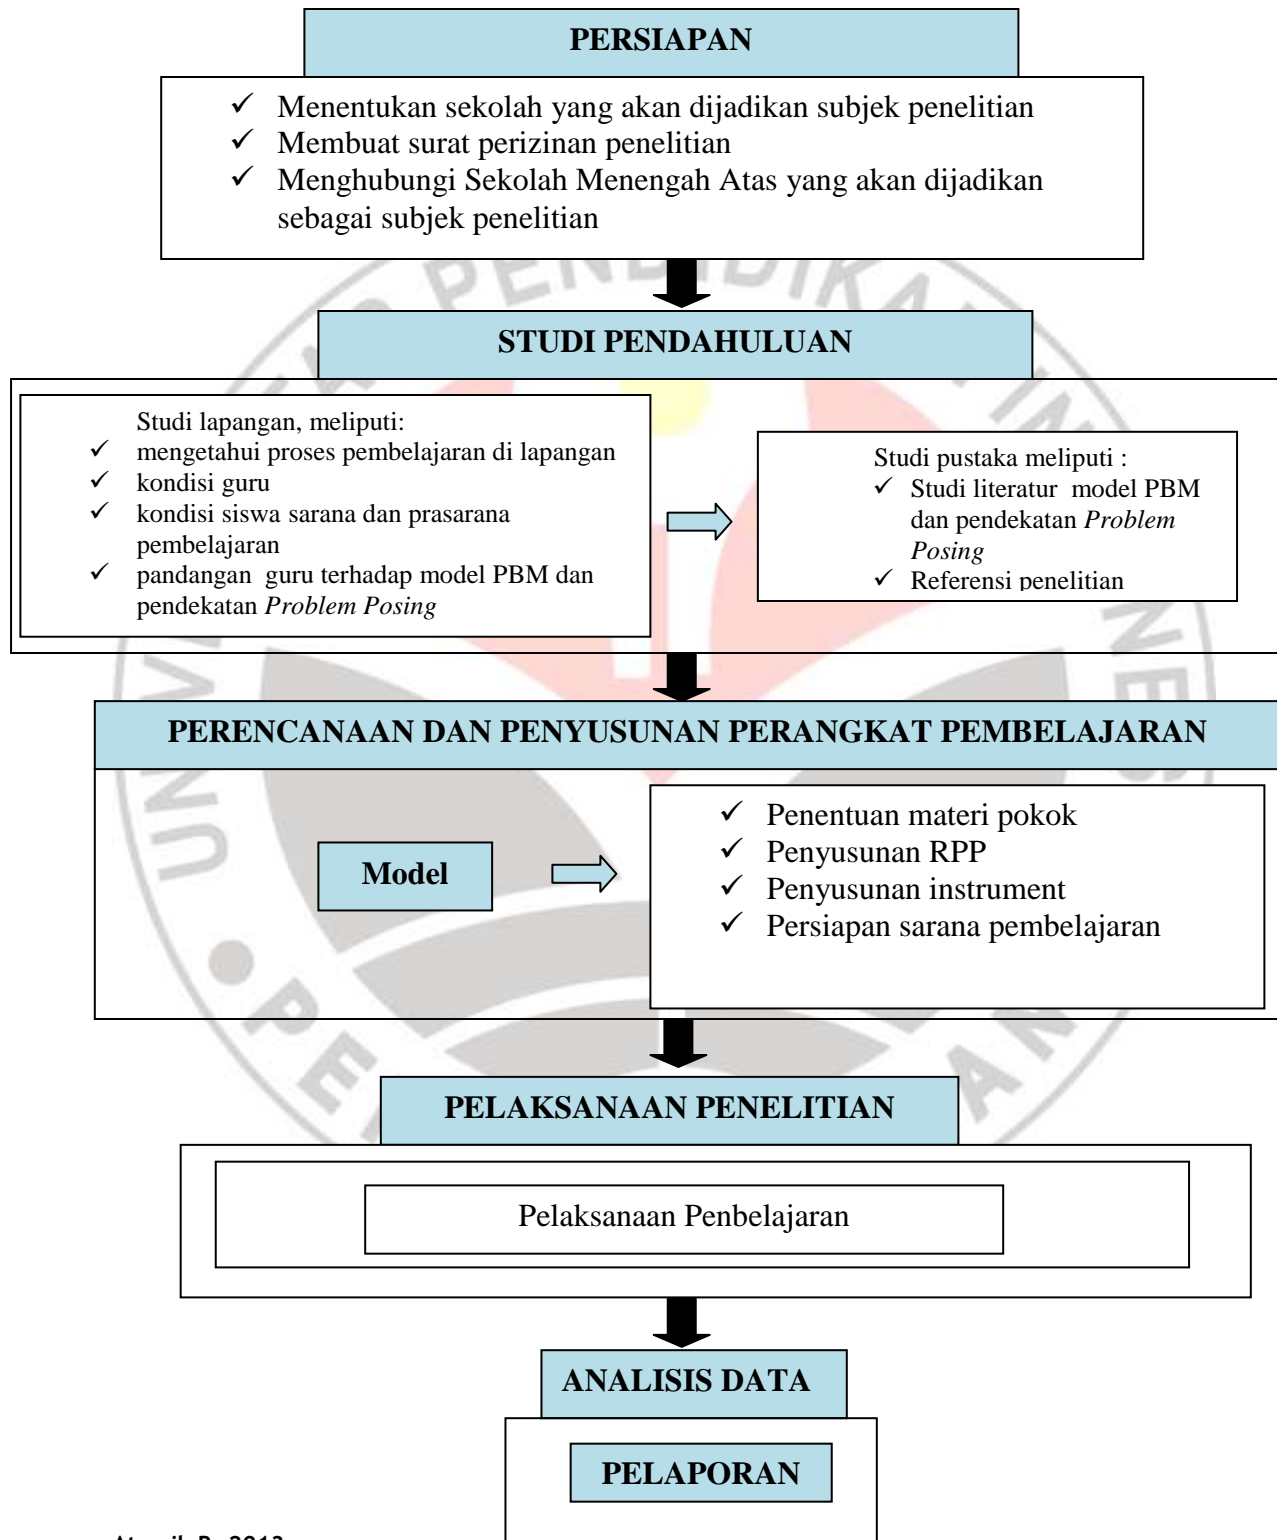 PERSIAPAN
✓ Menentukan sekolah yang akan dijadikan subjek penelitian
✓ Membuat surat perizinan penelitian
✓ Menghubungi Sekolah Menengah Atas yang akan dijadikan
sebagai subjek penelitian
STUDI PENDAHULUAN
Studi lapangan, meliputi:
✓ mengetahui proses pembelajaran di lapangan
✓ kondisi guru
✓ kondisi siswa sarana dan prasarana
pembelajaran
✓ pandangan guru terhadap model PBM dan
pendekatan Problem Posing
Studi pustaka meliputi :
✓ Studi literatur model PBM
dan pendekatan Problem
Posing
✓ Referensi penelitian
PERENCANAAN DAN PENYUSUNAN PERANGKAT PEMBELAJARAN
Model
✓ Penentuan materi pokok
✓ Penyusunan RPP
✓ Penyusunan instrument
✓ Persiapan sarana pembelajaran
PELAKSANAAN PENELITIAN
Pelaksanaan Penbelajaran
ANALISIS DATA
PELAPORAN
2013